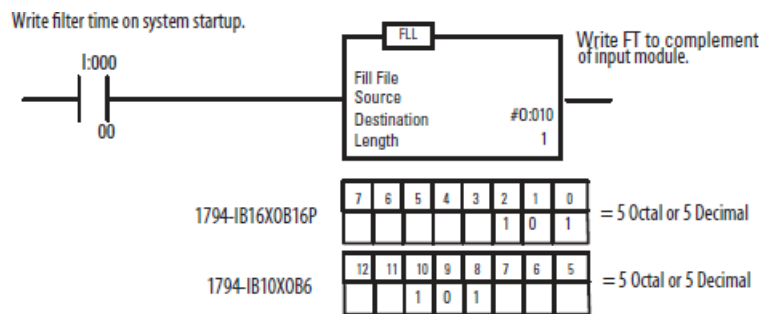 Write filter time on system startup.
FLL
Write FT to complement
of input module.
I:000
Fill File
Source
Destination #O:010
Length 1
00
1794-IB16XOB16P
7 6 5 4 3 2 1 0
1 0 1
= 5 Octal or 5 Decimal
1794-IB10XOB6
12 11 10 9 8 7 6 5
1 0 1
= 5 Octal or 5 Decimal